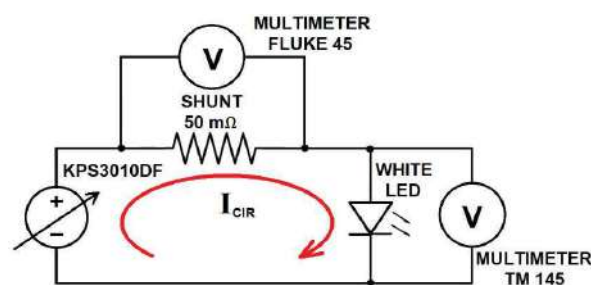 MULTIMETER
FLUKE 45
V
SHUNT
50 mΩ
KPS3010DF
+
−
I CIR
WHITE
LED
V
MULTIMETER
TM 145